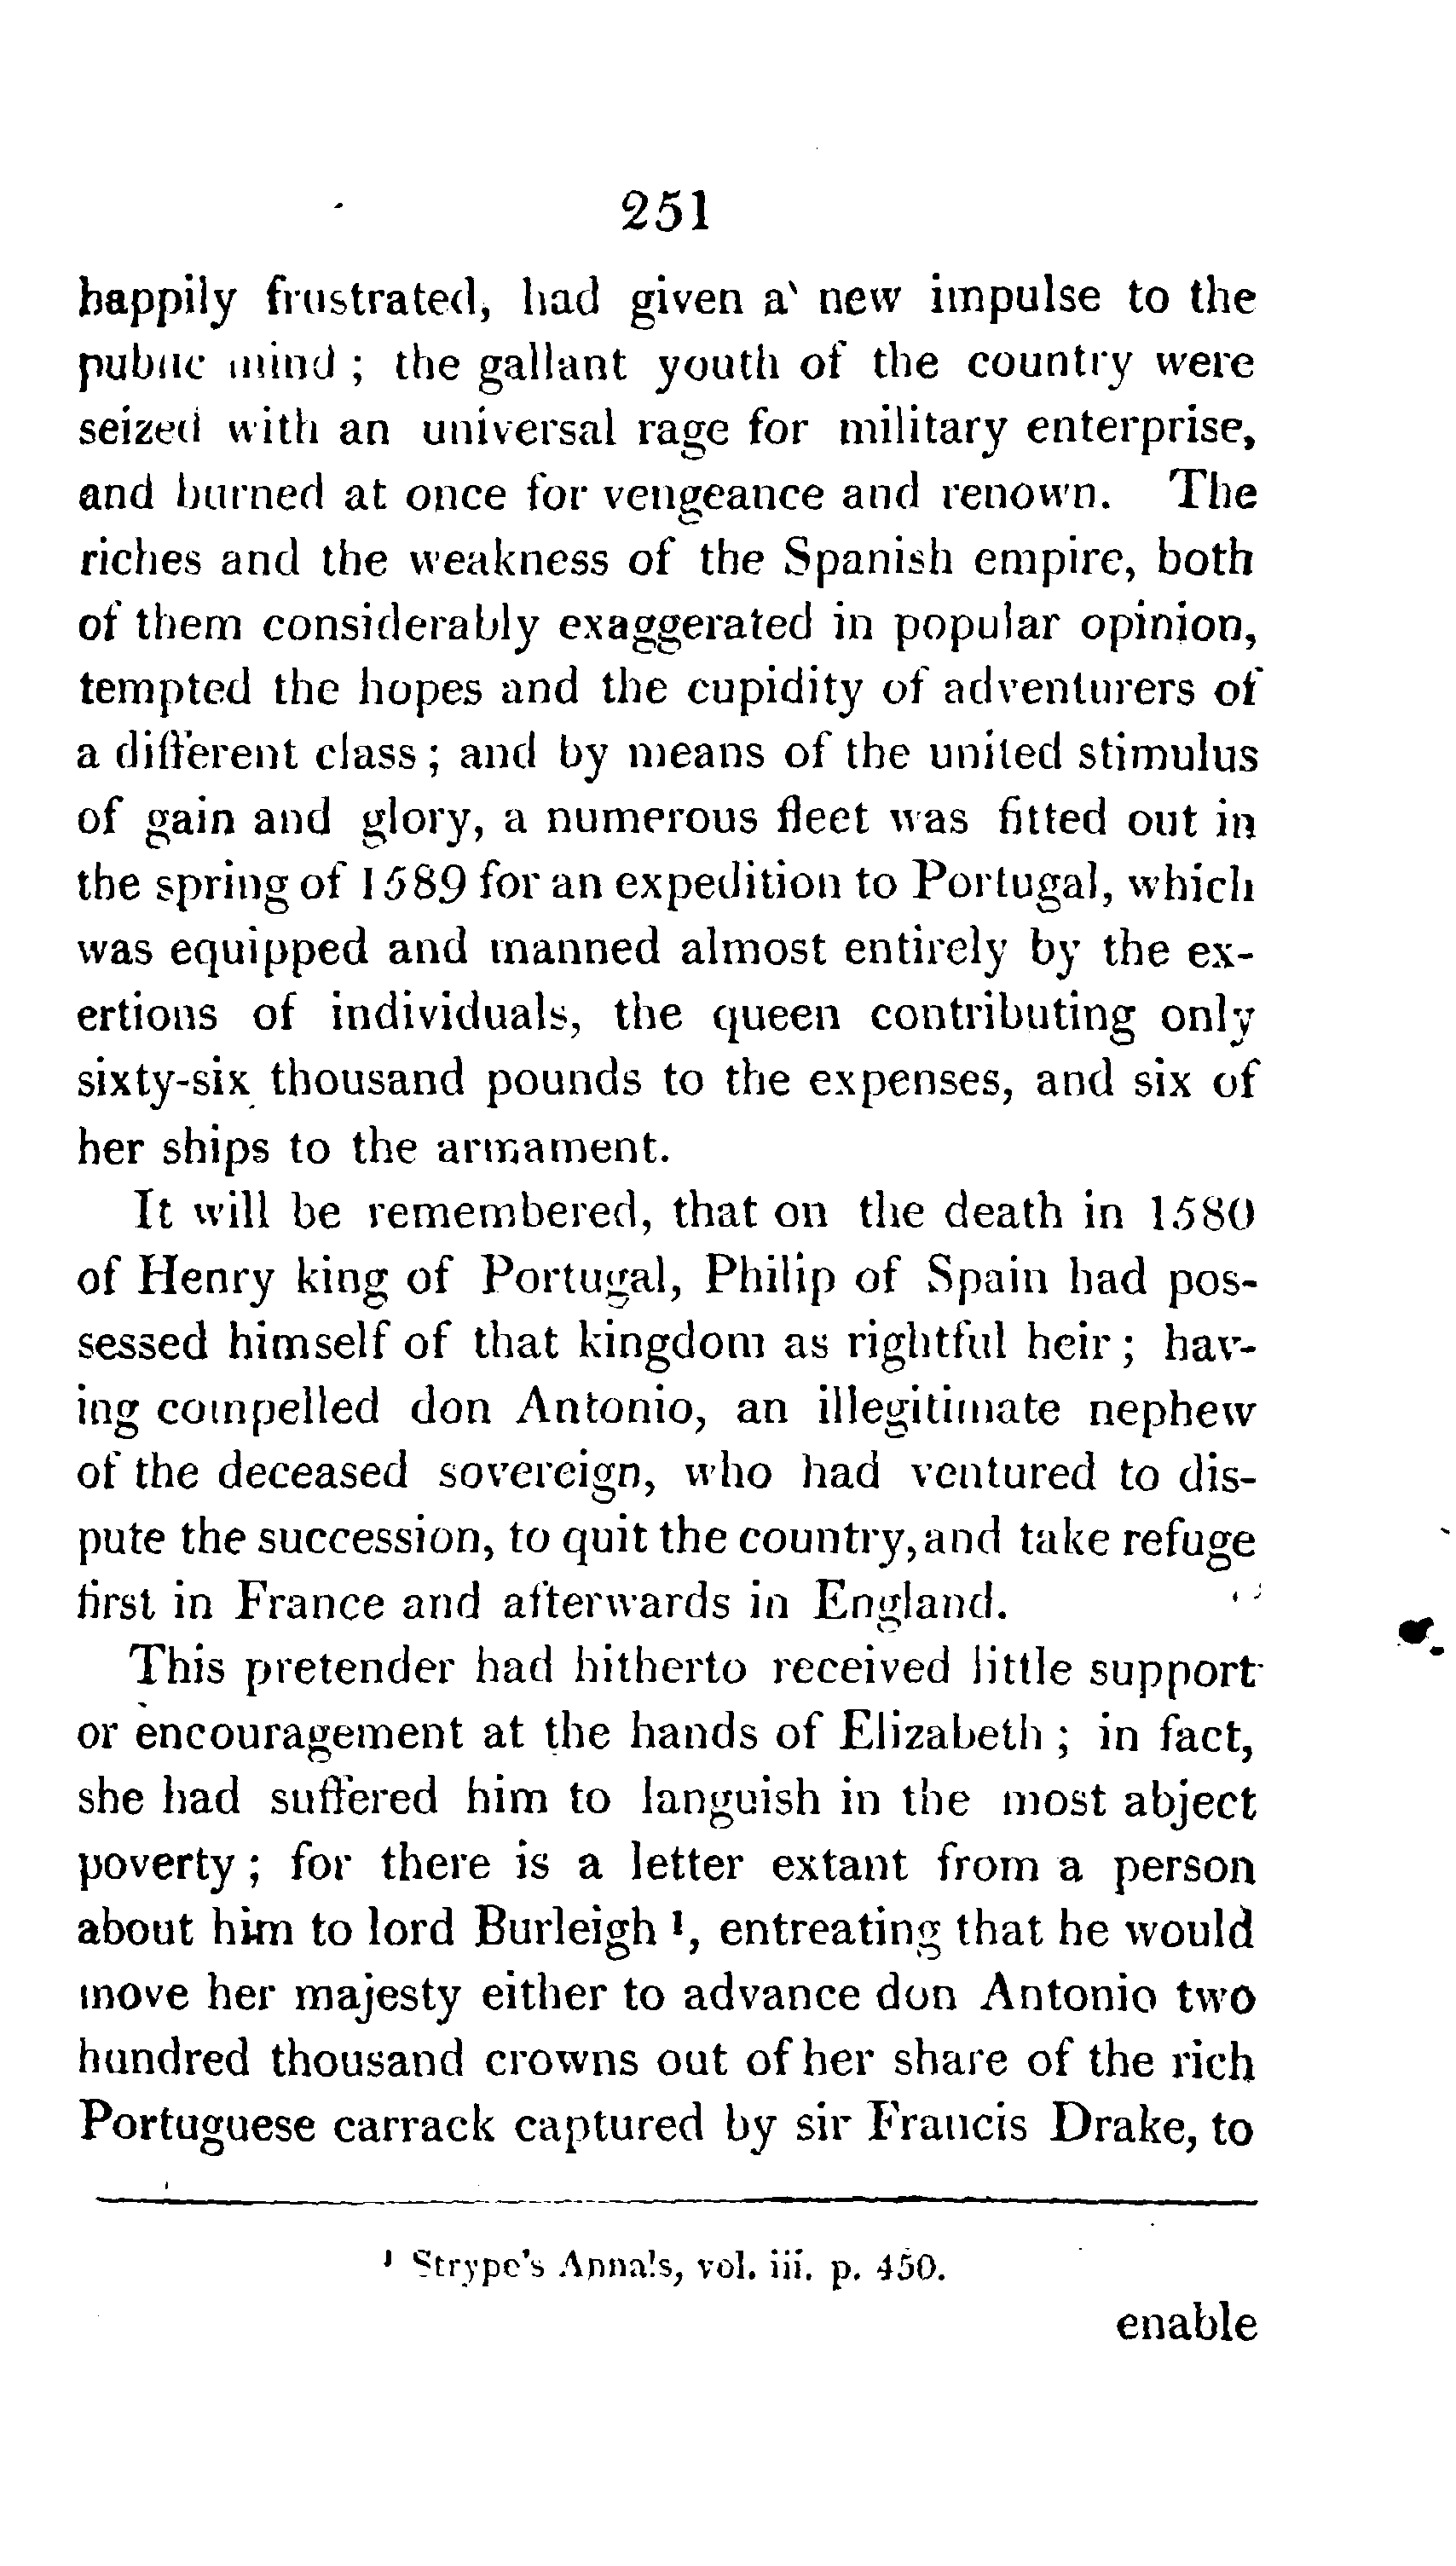 251
happily frustrated, had given a new impulse to the
public mind ; the gallant youth of the country were
seized with an universal rage for military enterprise,
and burned at once for vengeance and renown. The
riches and the weakness of the Spanish empire, both
of them considerably exaggerated in popular opinion,
tempted the hopes and the cupidity of adventurers of
a different class ; and by means of the united stimulus
of gain and glory, a numerous fleet was fitted out in
the spring of 1589 for an expedition to Portugal, which
was equipped and manned almost entirely by the ex-
ertions of individuals, the queen contributing only
sixty-six thousand pounds to the expenses, and six of
her ships to the armament.
It will be remembered, that on the death in 1580
of Henry king of Portugal, Philip of Spain had pos-
sessed himself of that kingdom as rightful heir ; hav-
ing compelled don Antonio, an illegitimate nephew
of the deceased sovereign, who had ventured to dis-
pute the succession, to quit the country, and take refuge
first in France and afterwards in England.
This pretender had hitherto received little support
or encouragement at the hands of Elizabeth ; in fact,
she had suffered him to languish in the most abject
poverty ; for there is a letter extant from a person
about him to lord Burleigh ¹, entreating that he would
move her majesty either to advance don Antonio two
hundred thousand crowns out of her share of the rich
Portuguese carrack captured by sir Francis Drake, to
¹ Strype's Annals, vol. iii. p. 450.
enable